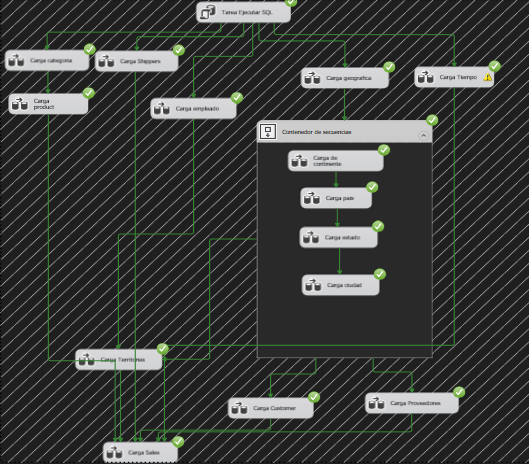 Tarea Ejecutar SQL
Carga categoria
Carga Shippers
Carga geografica
Carga Tiempo
Carga
product
Carga empleado
Contenedor de secuencias
Carga de
continente
Carga pais
Carga estado
Carga ciudad
Carga Territories
Carga Customer
Carga Proveedores
Carga Sales